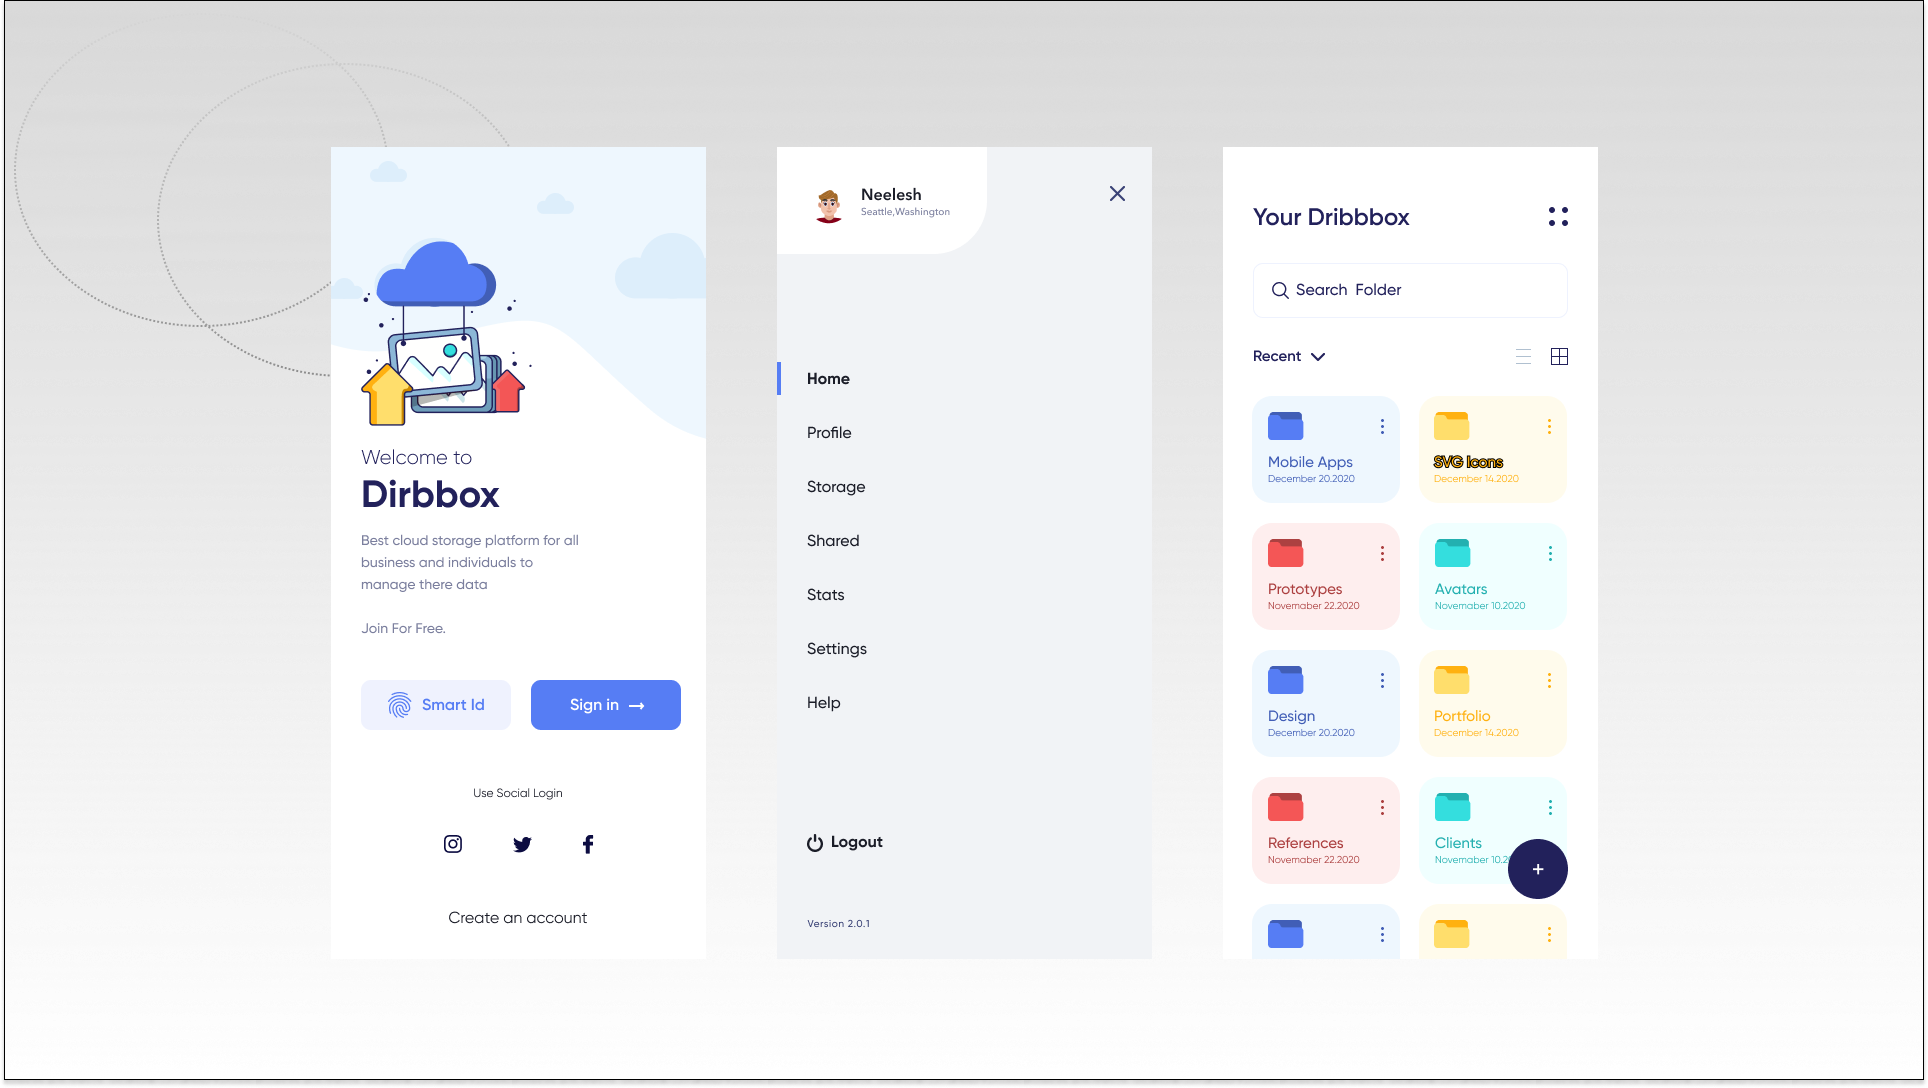 Welcome to
Dirbbox
Best cloud storage platform for all
business and individuals to
manage there data
Join For Free.
Smart Id
Sign in
Use Social Login
Create an account
Neelesh
Seattle,Washington
Home
Profile
Storage
Shared
Stats
Settings
Help
Logout
Version 2.0.1
Your Dribbbox
Search Folder
Recent
Mobile Apps
December 20.2020
SVG Icons
December 14.2020
Prototypes
Novemaber 22.2020
Avatars
Novemaber 10.2020
Design
December 20.2020
Portfolio
December 14.2020
References
Novemaber 22.2020
Clients
Novemaber 10.2